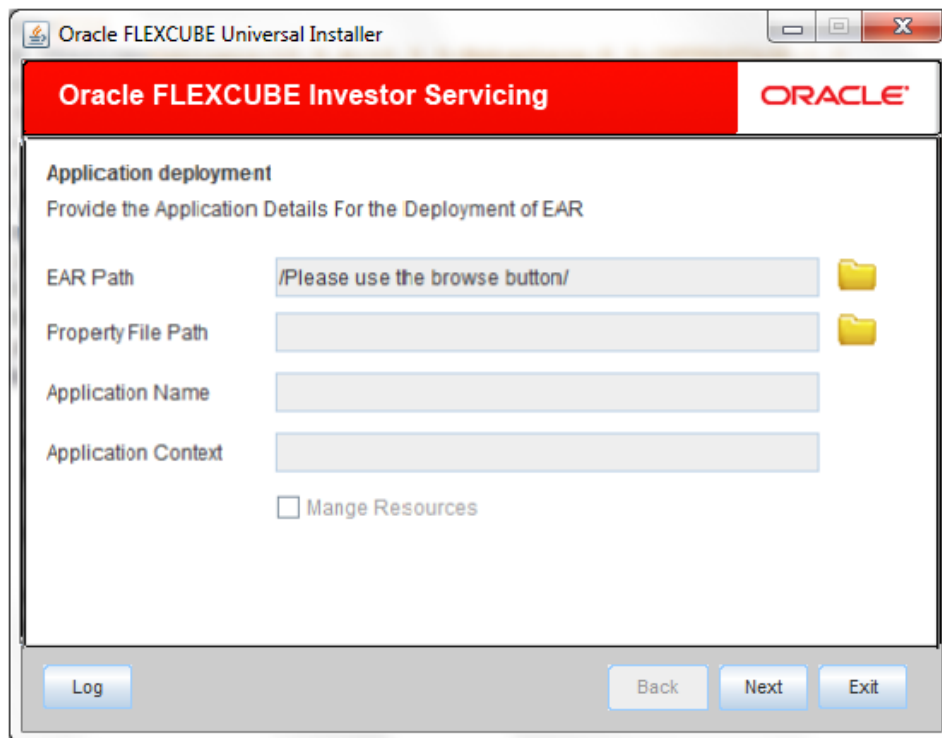 Oracle FLEXCUBE Universal Installer
Oracle FLEXCUBE Investor Servicing
ORACLE
Application deployment
Provide the Application Details For the Deployment of EAR
EAR Path
/Please use the browse button/
Property File Path
Application Name
Application Context
Mange Resources
Log
Back
Next
Exit